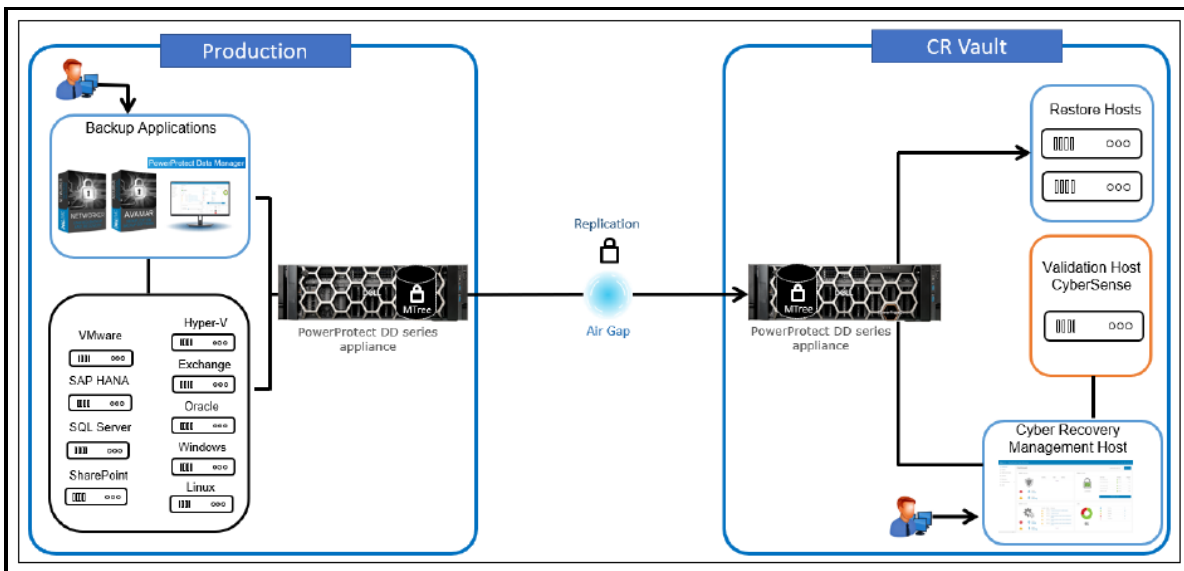 Production
Backup Applications
PowerProtect Data Manager
NETWORKER
AVAMAR
VMware
SAP HANA
SQL Server
SharePoint
Hyper-V
Exchange
Oracle
Windows
Linux
MTree
PowerProtect DD series
appliance
Replication
Air Gap
CR Vault
MTree
PowerProtect DD series
appliance
Restore Hosts
Validation Host
CyberSense
Cyber Recovery
Management Host